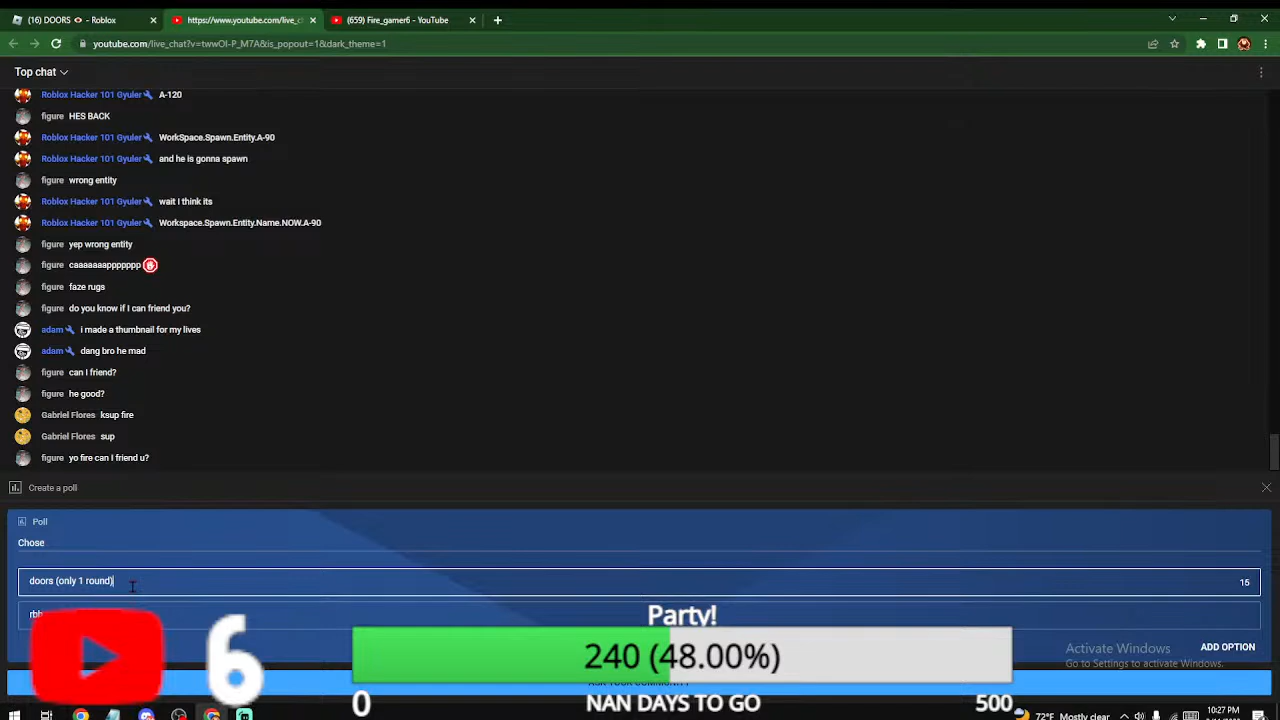 (16) DOORS 👁 - Roblox
https://www.youtube.com/live_c
(659) Fire_gamer6 - YouTube
youtube.com/live_chat?v=twwOI-P_M7A&is_popout=1&dark_theme=1
Top chat
Roblox Hacker 101 Gyuler A-120
figure HES BACK
Roblox Hacker 101 Gyuler WorkSpace.Spawn.Entity.A-90
Roblox Hacker 101 Gyuler and he is gonna spawn
figure wrong entity
Roblox Hacker 101 Gyuler wait I think its
Roblox Hacker 101 Gyuler Workspace.Spawn.Entity.Name.NOW.A-90
figure yep wrong entity
figure caaaaaaappppppp
figure faze rugs
figure do you know if I can friend you?
adam i made a thumbnail for my lives
adam dang bro he mad
figure can I friend?
figure he good?
Gabriel Flores ksup fire
Gabriel Flores sup
figure yo fire can I friend u?
Create a poll
Poll
Chose
doors (only 1 round) 15
Party!
6
240 (48.00%)
Activate Windows
Go to Settings to activate Windows.
ADD OPTION
0
NAN DAYS TO GO
500
72°F Mostly clear
10:27 PM